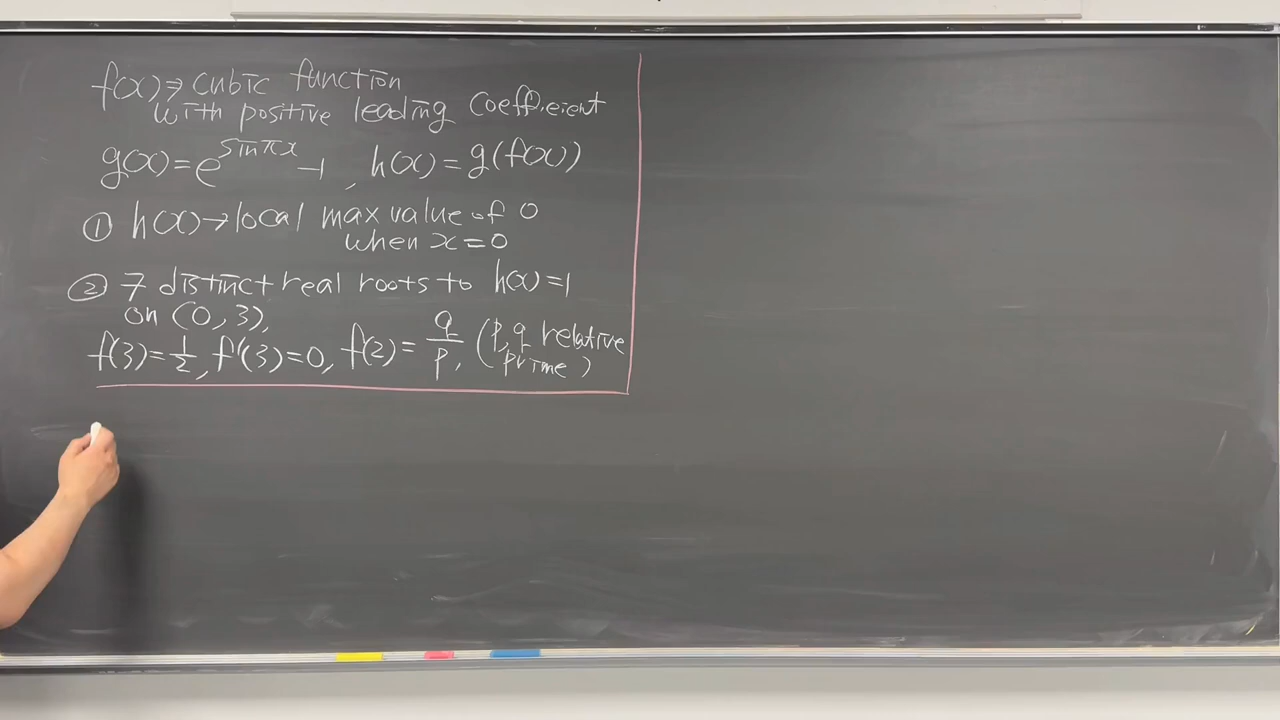 f(x) ⇒ cubic function
with positive leading coefficient
g(x) = e^{sin πx} - 1, h(x) = g(f(x))
① h(x) → local max value of 0
when x = 0
② 7 distinct real roots to h(x) = 1
on (0, 3),
f(3) = 1/2, f'(3) = 0, f(2) = q/p, (p, q relative prime)